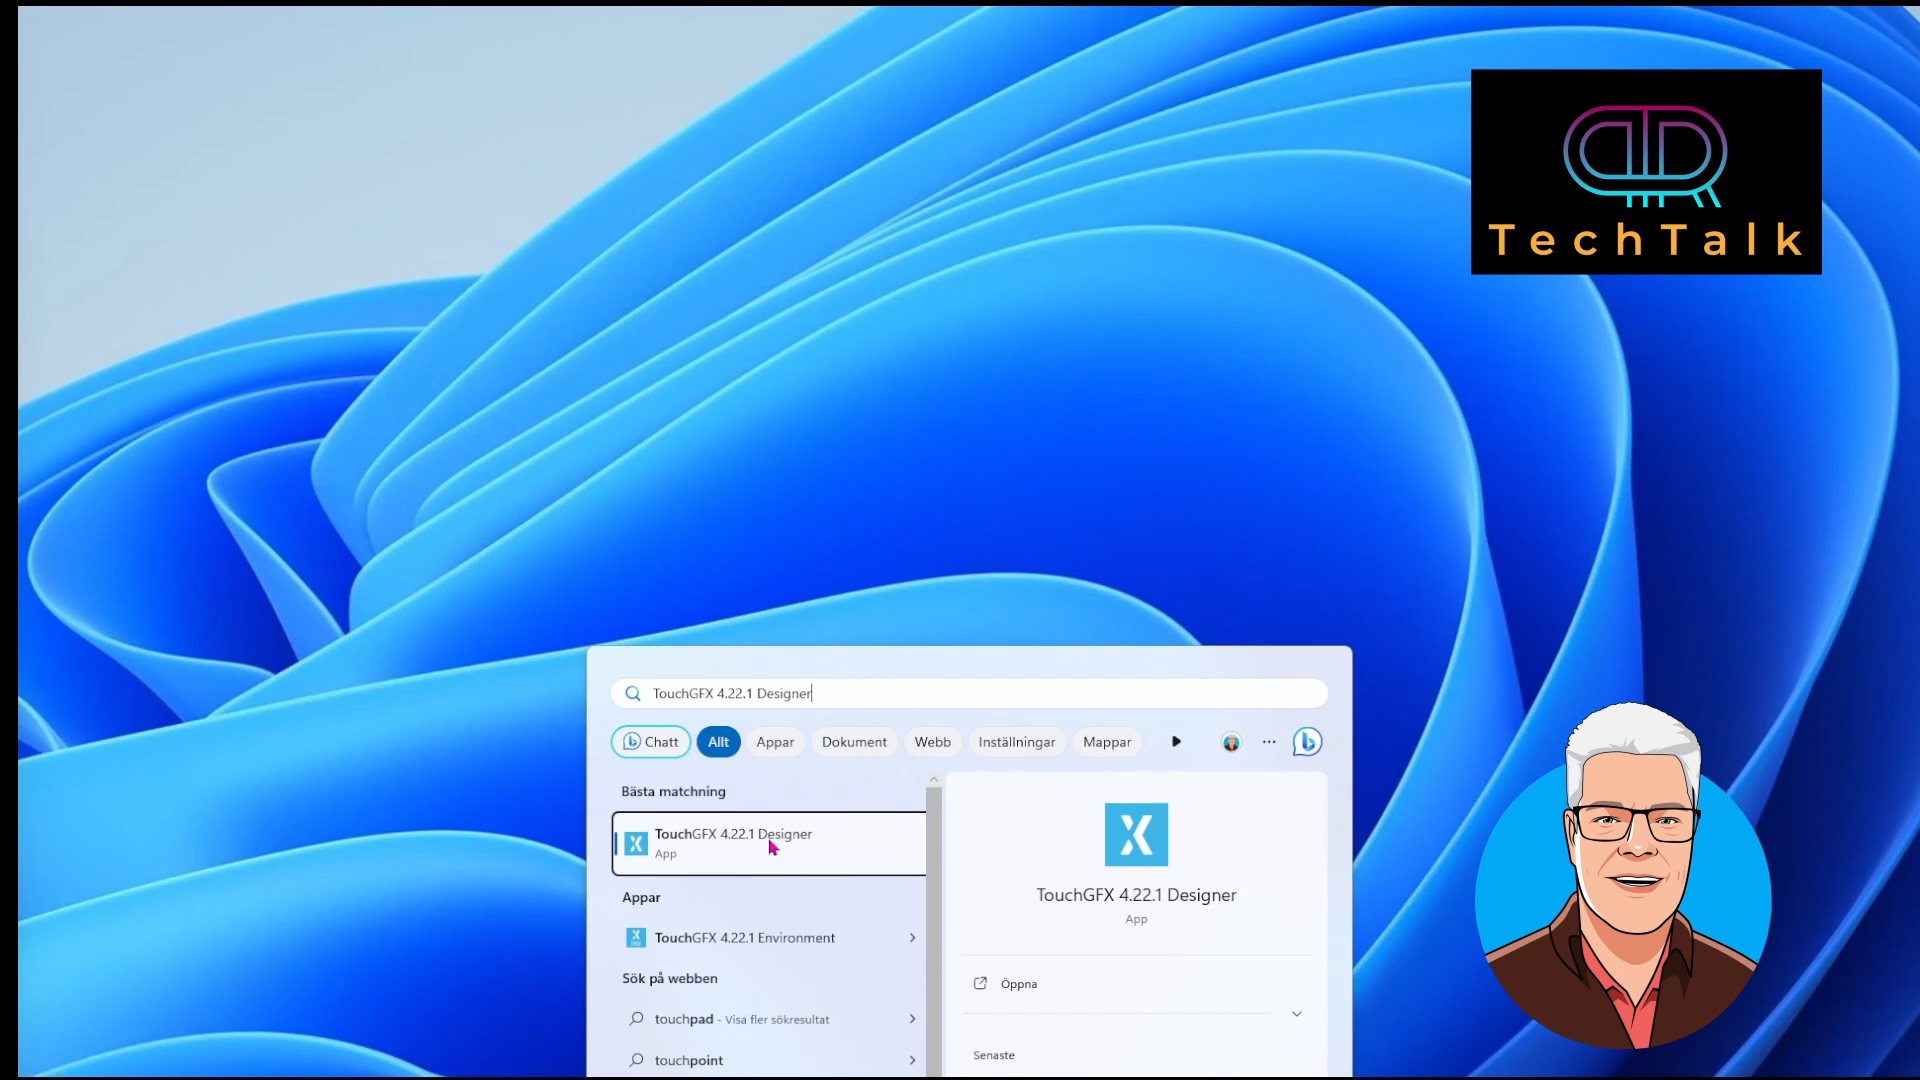 TechTalk
TouchGFX 4.22.1 Designer
Chatt Allt Appar Dokument Webb Inställningar Mappar
Bästa matchning
TouchGFX 4.22.1 Designer
App
Appar
TouchGFX 4.22.1 Environment
Sök på webben
touchpad - Visa fler sökresultat
touchpoint
TouchGFX 4.22.1 Designer
App
Öppna
Senaste